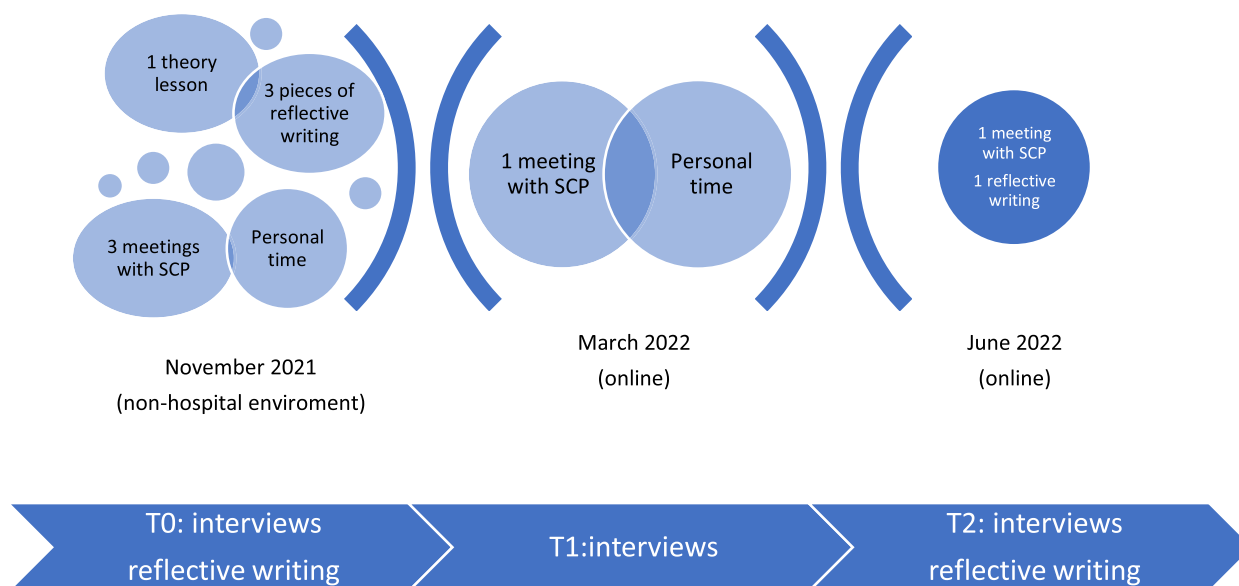 1 theory
lesson
3 pieces of
reflective
writing
3 meetings
with SCP
Personal
time
November 2021
(non-hospital enviroment)
1 meeting
with SCP
Personal
time
March 2022
(online)
1 meeting
with SCP
1 reflective
writing
June 2022
(online)
T0: interviews
reflective writing
T1:interviews
T2: interviews
reflective writing